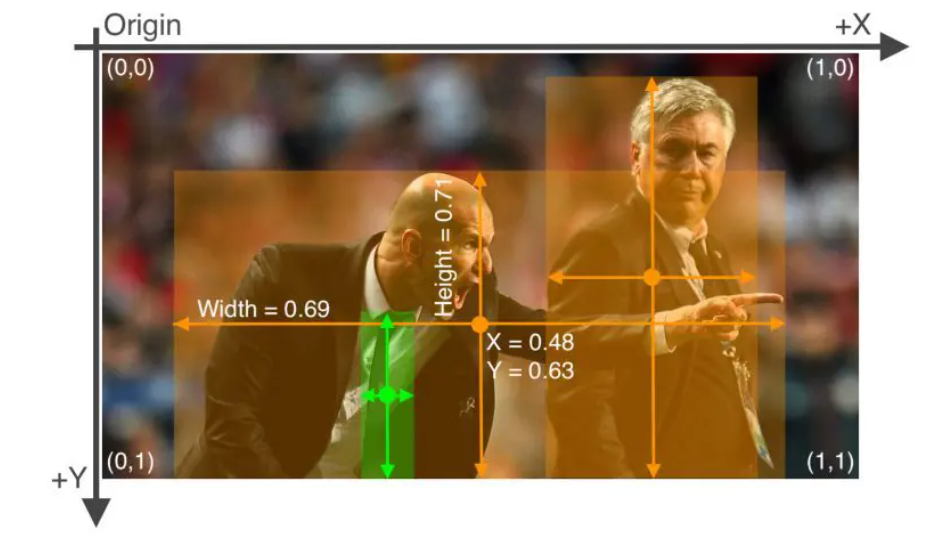 Origin
+X
(0,0)
(1,0)
Height = 0.71
Width = 0.69
X = 0.48
Y = 0.63
(0,1)
(1,1)
+Y